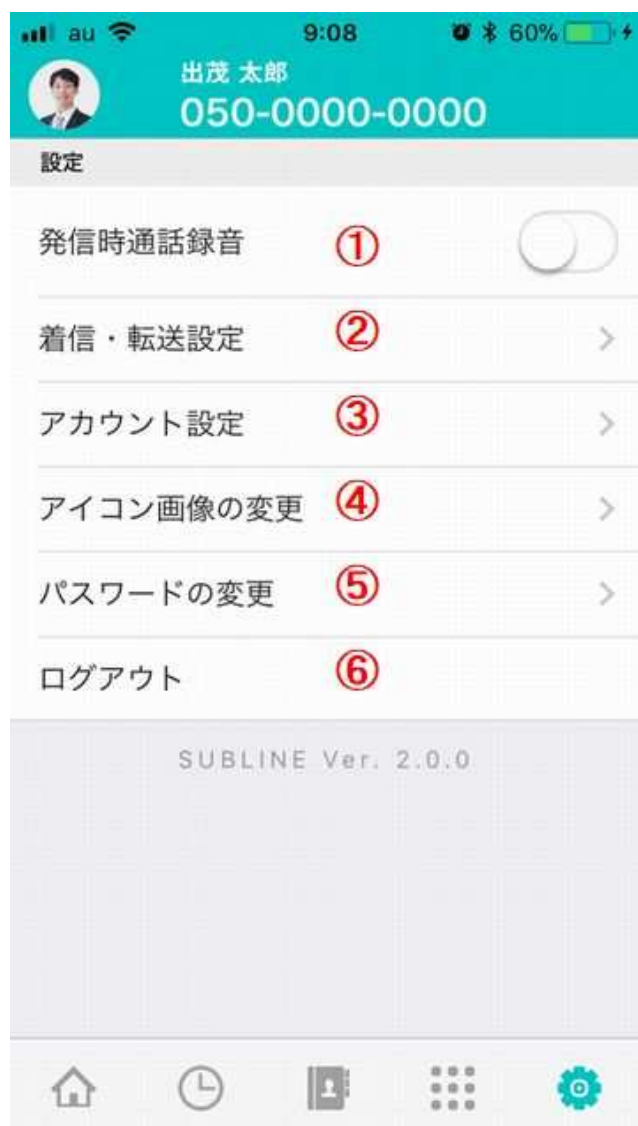 au 9:08 60%
出茂 太郎
050-0000-0000
設定
発信時通話録音 ①
着信・転送設定 ②
アカウント設定 ③
アイコン画像の変更 ④
パスワードの変更 ⑤
ログアウト ⑥
SUBLINE Ver. 2.0.0